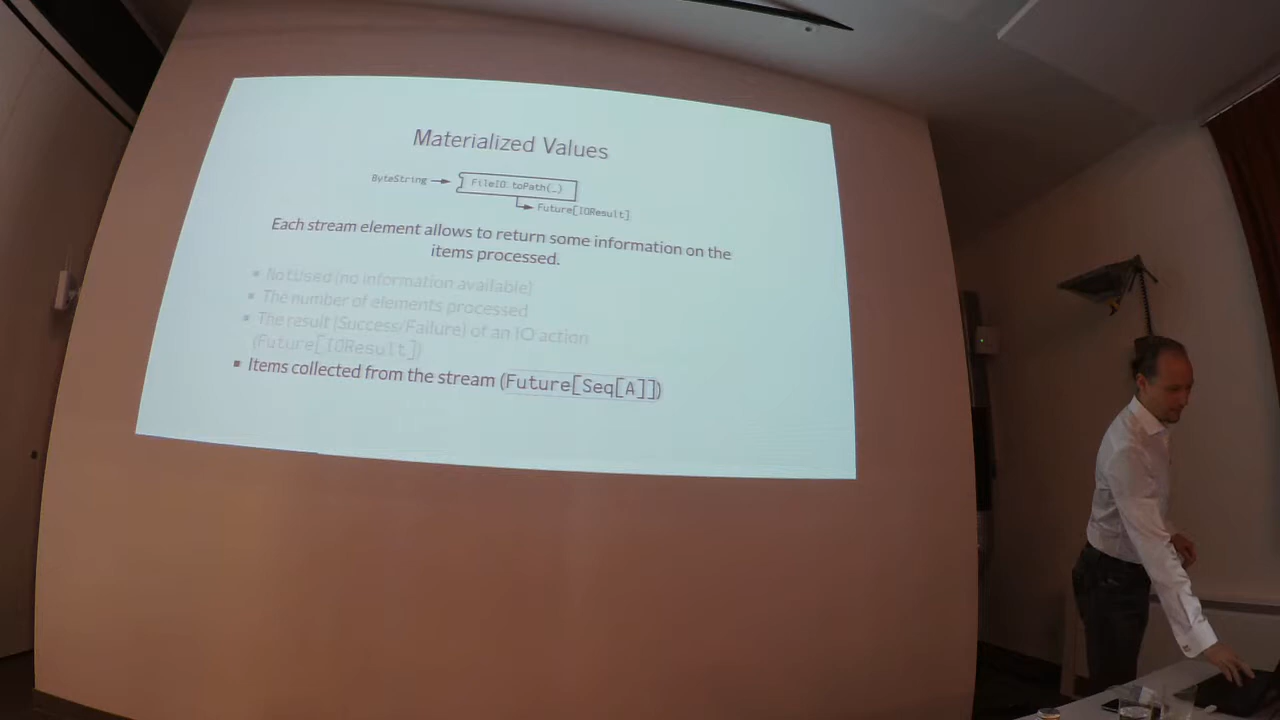 Materialized Values
ByteString
FileIO.toPath(…)
Future[IOResult]
Each stream element allows to return some information on the
items processed.
NotUsed (no information available)
The number of elements processed
The result (Success/Failure) of an IO action
(Future[IOResult])
Items collected from the stream (Future[Seq[A]])